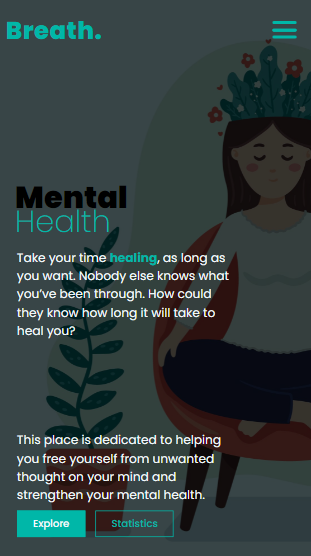 Breath.
Mental
Health
Take your time healing, as long as
you want. Nobody else knows what
you've been through. How could
they know how long it will take to
heal you?
This place is dedicated to helping
you free yourself from unwanted
thought on your mind and
strengthen your mental health.
Explore Statistics